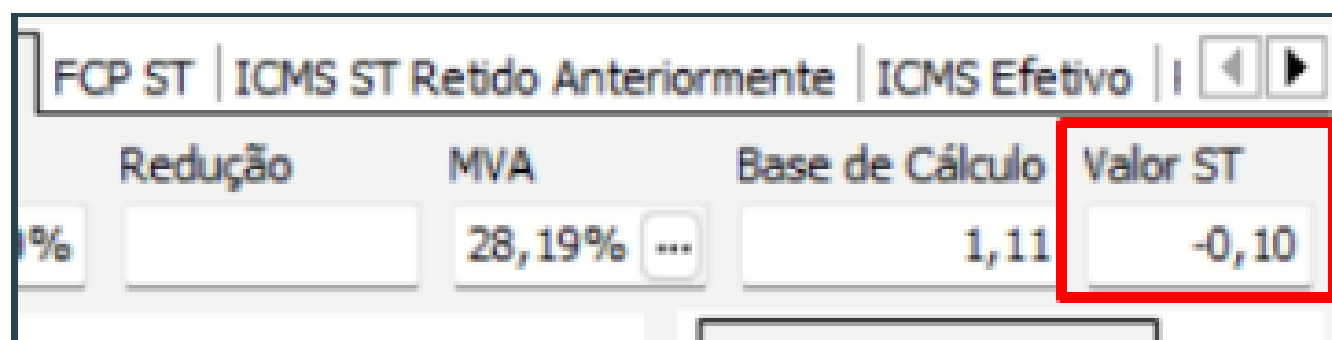 FCP ST ICMS ST Retido Anteriormente ICMS Efetivo
Redução MVA Base de Cálculo Valor ST
% 28,19% ... 1,11 -0,10